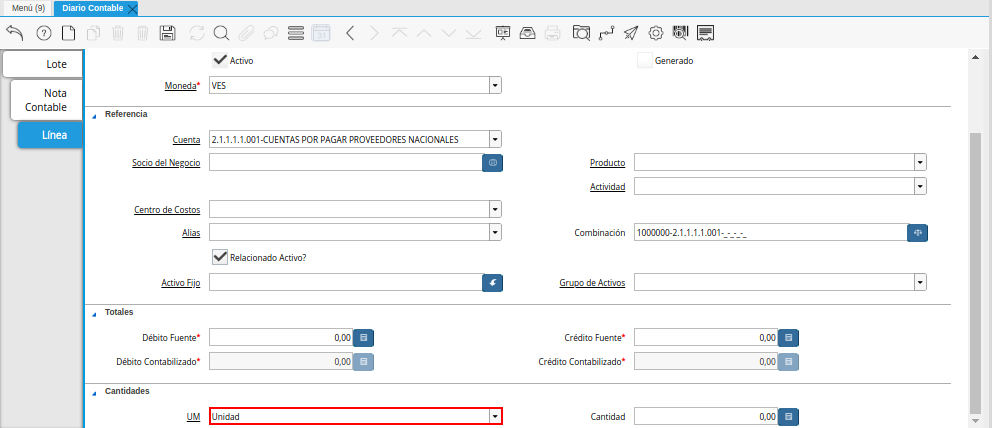 Menú (9) Diario Contable
31
Lote
Nota
Contable
Línea
Activo Generado
Moneda* VES
Referencia
Cuenta 2.1.1.1.1.001-CUENTAS POR PAGAR PROVEEDORES NACIONALES
Socio del Negocio Producto
Actividad
Centro de Costos
Alias Combinación 1000000-2.1.1.1.1.001-_-_-_-_
Relacionado Activo?
Activo Fijo Grupo de Activos
Totales
Débito Fuente* 0,00 Crédito Fuente* 0,00
Débito Contabilizado* 0,00 Crédito Contabilizado* 0,00
Cantidades
UM Unidad Cantidad 0,00